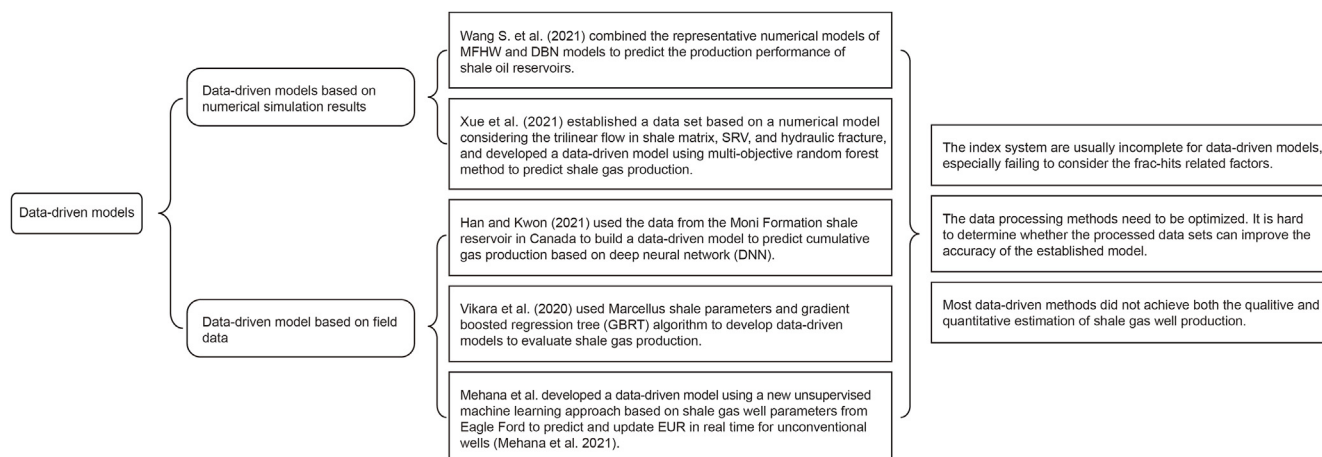 Data-driven models
Data-driven models based on
numerical simulation results
Data-driven model based on field
data
Wang S. et al. (2021) combined the representative numerical models of
MFHW and DBN models to predict the production performance of
shale oil reservoirs.
Xue et al. (2021) established a data set based on a numerical model
considering the trilinear flow in shale matrix, SRV, and hydraulic fracture,
and developed a data-driven model using multi-objective random forest
method to predict shale gas production.
Han and Kwon (2021) used the data from the Moni Formation shale
reservoir in Canada to build a data-driven model to predict cumulative
gas production based on deep neural network (DNN).
Vikara et al. (2020) used Marcellus shale parameters and gradient
boosted regression tree (GBRT) algorithm to develop data-driven
models to evaluate shale gas production.
Mehana et al. developed a data-driven model using a new unsupervised
machine learning approach based on shale gas well parameters from
Eagle Ford to predict and update EUR in real time for unconventional
wells (Mehana et al. 2021).
The index system are usually incomplete for data-driven models,
especially failing to consider the frac-hits related factors.
The data processing methods need to be optimized. It is hard
to determine whether the processed data sets can improve the
accuracy of the established model.
Most data-driven methods did not achieve both the qualitive and
quantitative estimation of shale gas well production.